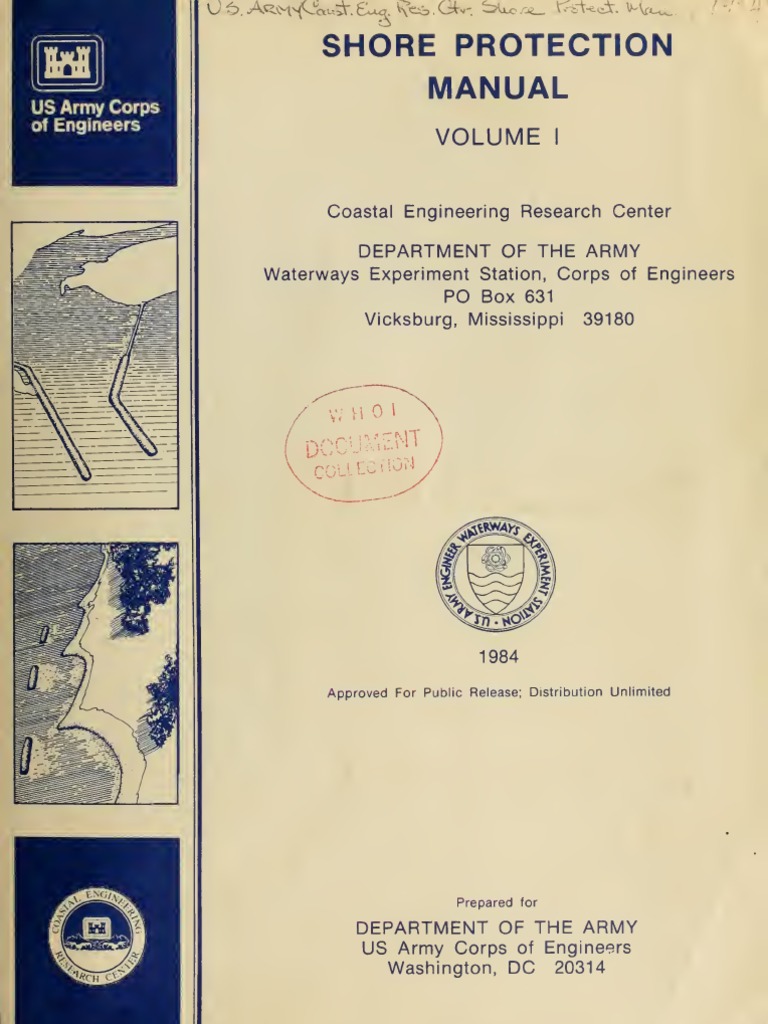 U.S. Army Coast. Eng. Res. Ctr. Shore Protect. Man.
US Army Corps
of Engineers
SHORE PROTECTION
MANUAL
VOLUME I
Coastal Engineering Research Center
DEPARTMENT OF THE ARMY
Waterways Experiment Station, Corps of Engineers
PO Box 631
Vicksburg, Mississippi 39180
WHOI
DOCUMENT
COLLECTION
US ARMY ENGINEER WATERWAYS EXPERIMENT STATION
1984
Approved For Public Release; Distribution Unlimited
COASTAL ENGINEERING
RESEARCH CENTER
Prepared for
DEPARTMENT OF THE ARMY
US Army Corps of Engineers
Washington, DC 20314